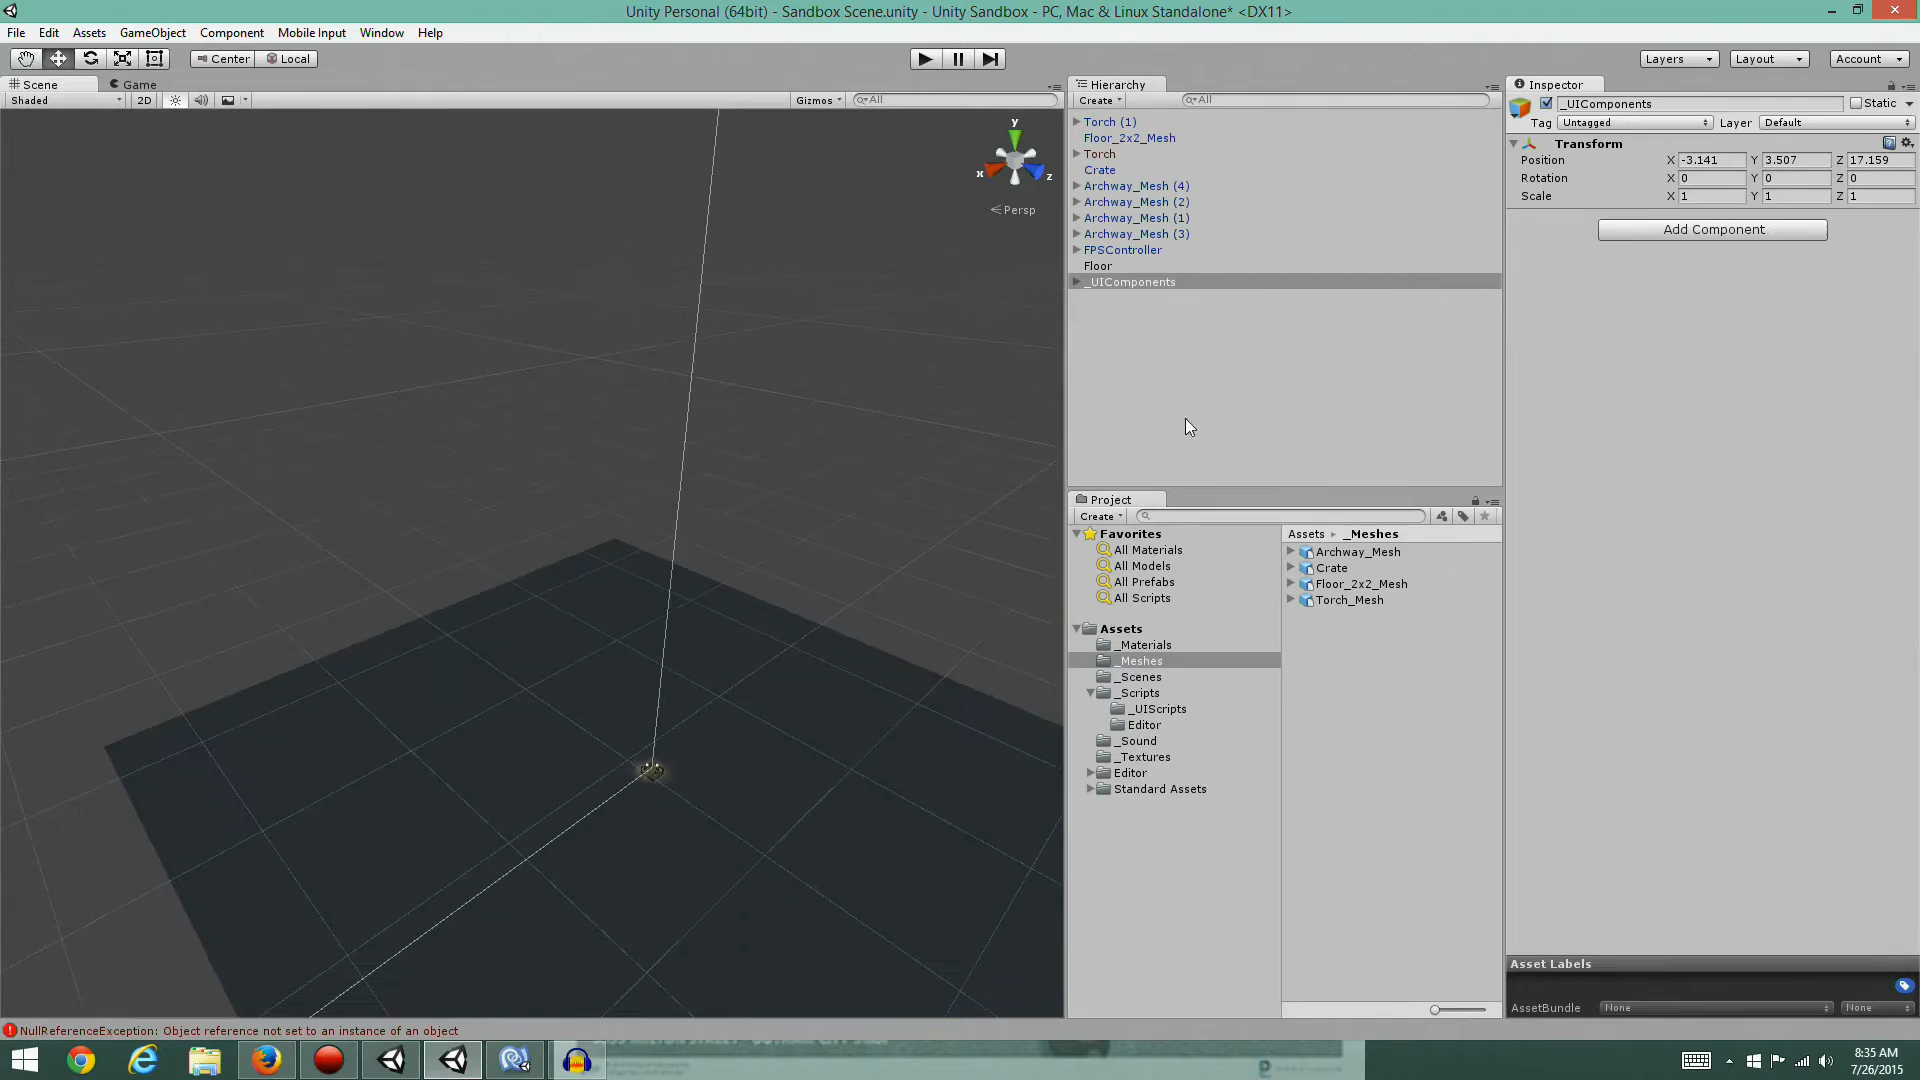 Unity Personal (64bit) - Sandbox Scene.unity - Unity Sandbox - PC, Mac & Linux Standalone* <DX11>
File Edit Assets GameObject Component Mobile Input Window Help
Center Local Layers Layout Account
Scene Game
Shaded 2D Gizmos All
y
x z
Persp
Hierarchy
Create All
Torch (1)
Floor_2x2_Mesh
Torch
Crate
Archway_Mesh (4)
Archway_Mesh (2)
Archway_Mesh (1)
Archway_Mesh (3)
FPSController
Floor
_UIComponents
Project
Create
Favorites
All Materials
All Models
All Prefabs
All Scripts
Assets
_Materials
_Meshes
_Scenes
_Scripts
_UIScripts
Editor
_Sound
_Textures
Editor
Standard Assets
Assets _Meshes
Archway_Mesh
Crate
Floor_2x2_Mesh
Torch_Mesh
Inspector
_UIComponents Static
Tag Untagged Layer Default
Transform
Position X -3.141 Y 3.507 Z 17.159
Rotation X 0 Y 0 Z 0
Scale X 1 Y 1 Z 1
Add Component
Asset Labels
AssetBundle None None
NullReferenceException: Object reference not set to an instance of an object
8:35 AM
7/26/2015